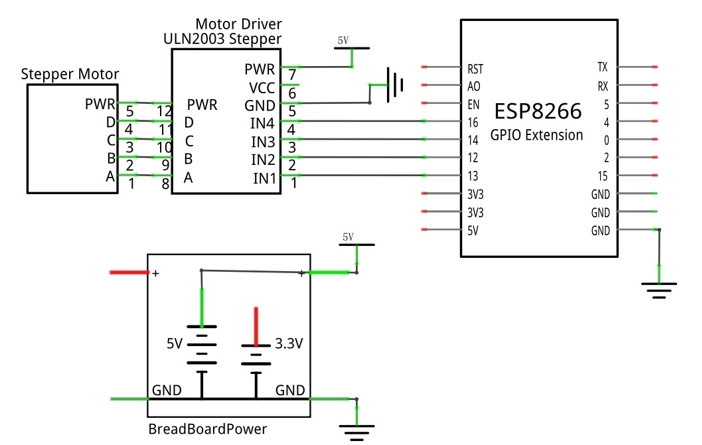 Motor Driver
ULN2003 Stepper
Stepper Motor
PWR
D
C
B
A
5
4
3
2
1
12
11
10
9
8
PWR
D
C
B
A
PWR
VCC
GND
IN4
IN3
IN2
IN1
7
6
5
4
3
2
1
5V
RST
AO
EN
16
14
12
13
3V3
3V3
5V
ESP8266
GPIO Extension
TX
RX
5
4
0
2
15
GND
GND
GND
5V
+
+
5V
3.3V
GND
GND
BreadBoardPower